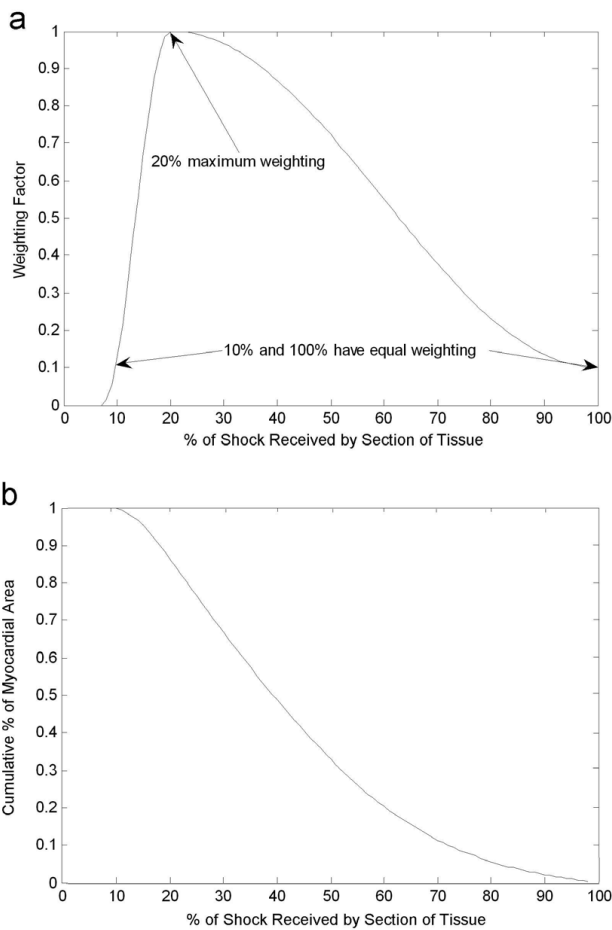 a
1
0.9
0.8
0.7
0.6
0.5
0.4
0.3
0.2
0.1
0
Weighting Factor
20% maximum weighting
10% and 100% have equal weighting
0 10 20 30 40 50 60 70 80 90 100
% of Shock Received by Section of Tissue
b
1
0.9
0.8
0.7
0.6
0.5
0.4
0.3
0.2
0.1
0
Cumulative % of Myocardial Area
0 10 20 30 40 50 60 70 80 90 100
% of Shock Received by Section of Tissue